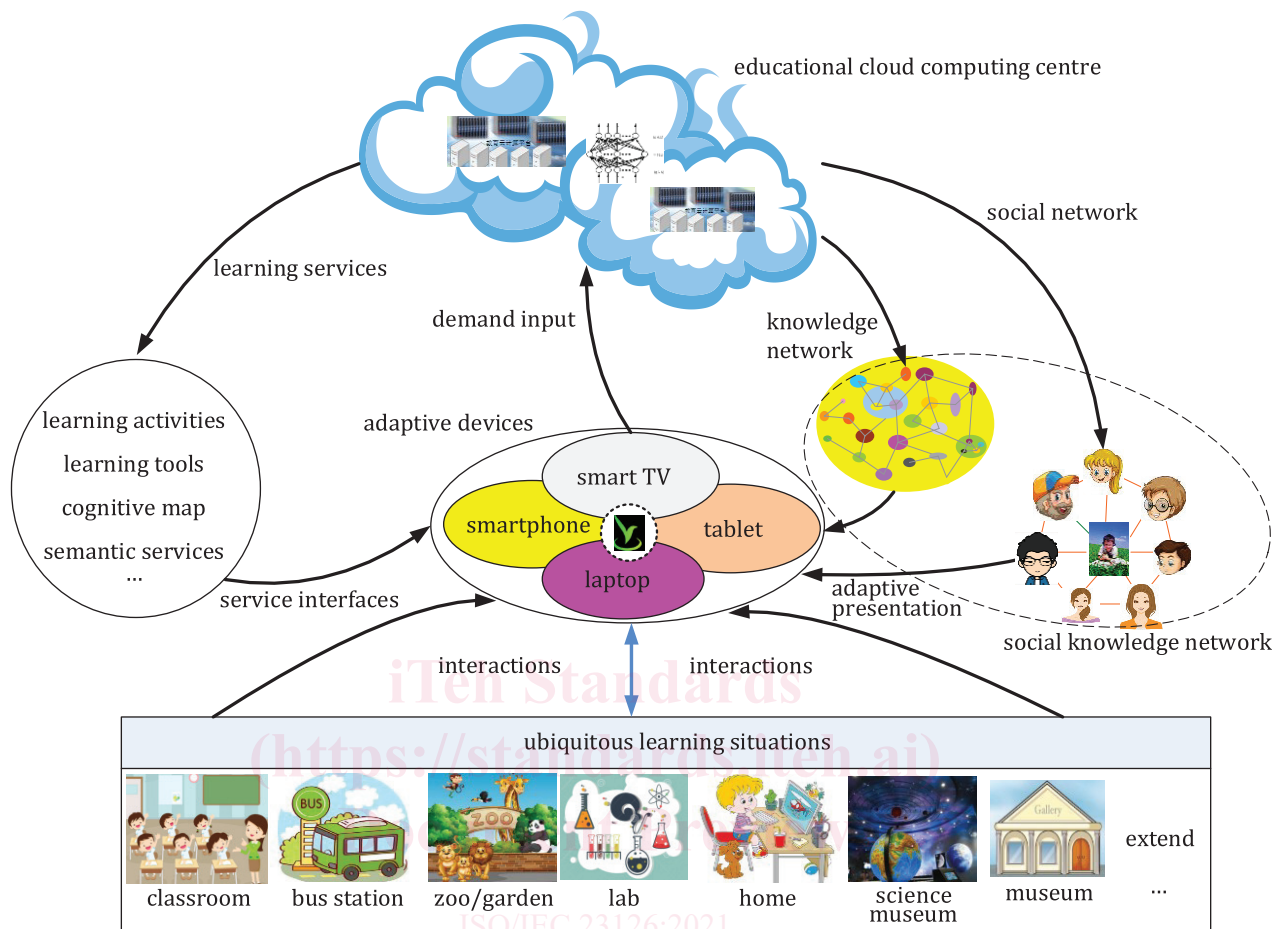 educational cloud computing centre
social network
learning services
demand input
knowledge
network
adaptive devices
learning activities
learning tools
cognitive map
semantic services
...
smart TV
smartphone
tablet
laptop
service interfaces
adaptive
presentation
social knowledge network
interactions
interactions
iTeh Standards
(https://standards.iteh.ai)
ubiquitous learning situations
BUS
ZOO
Gallery
extend
...
classroom
bus station
zoo/garden
lab
home
science
museum
museum
ISO/IEC 23126:2021